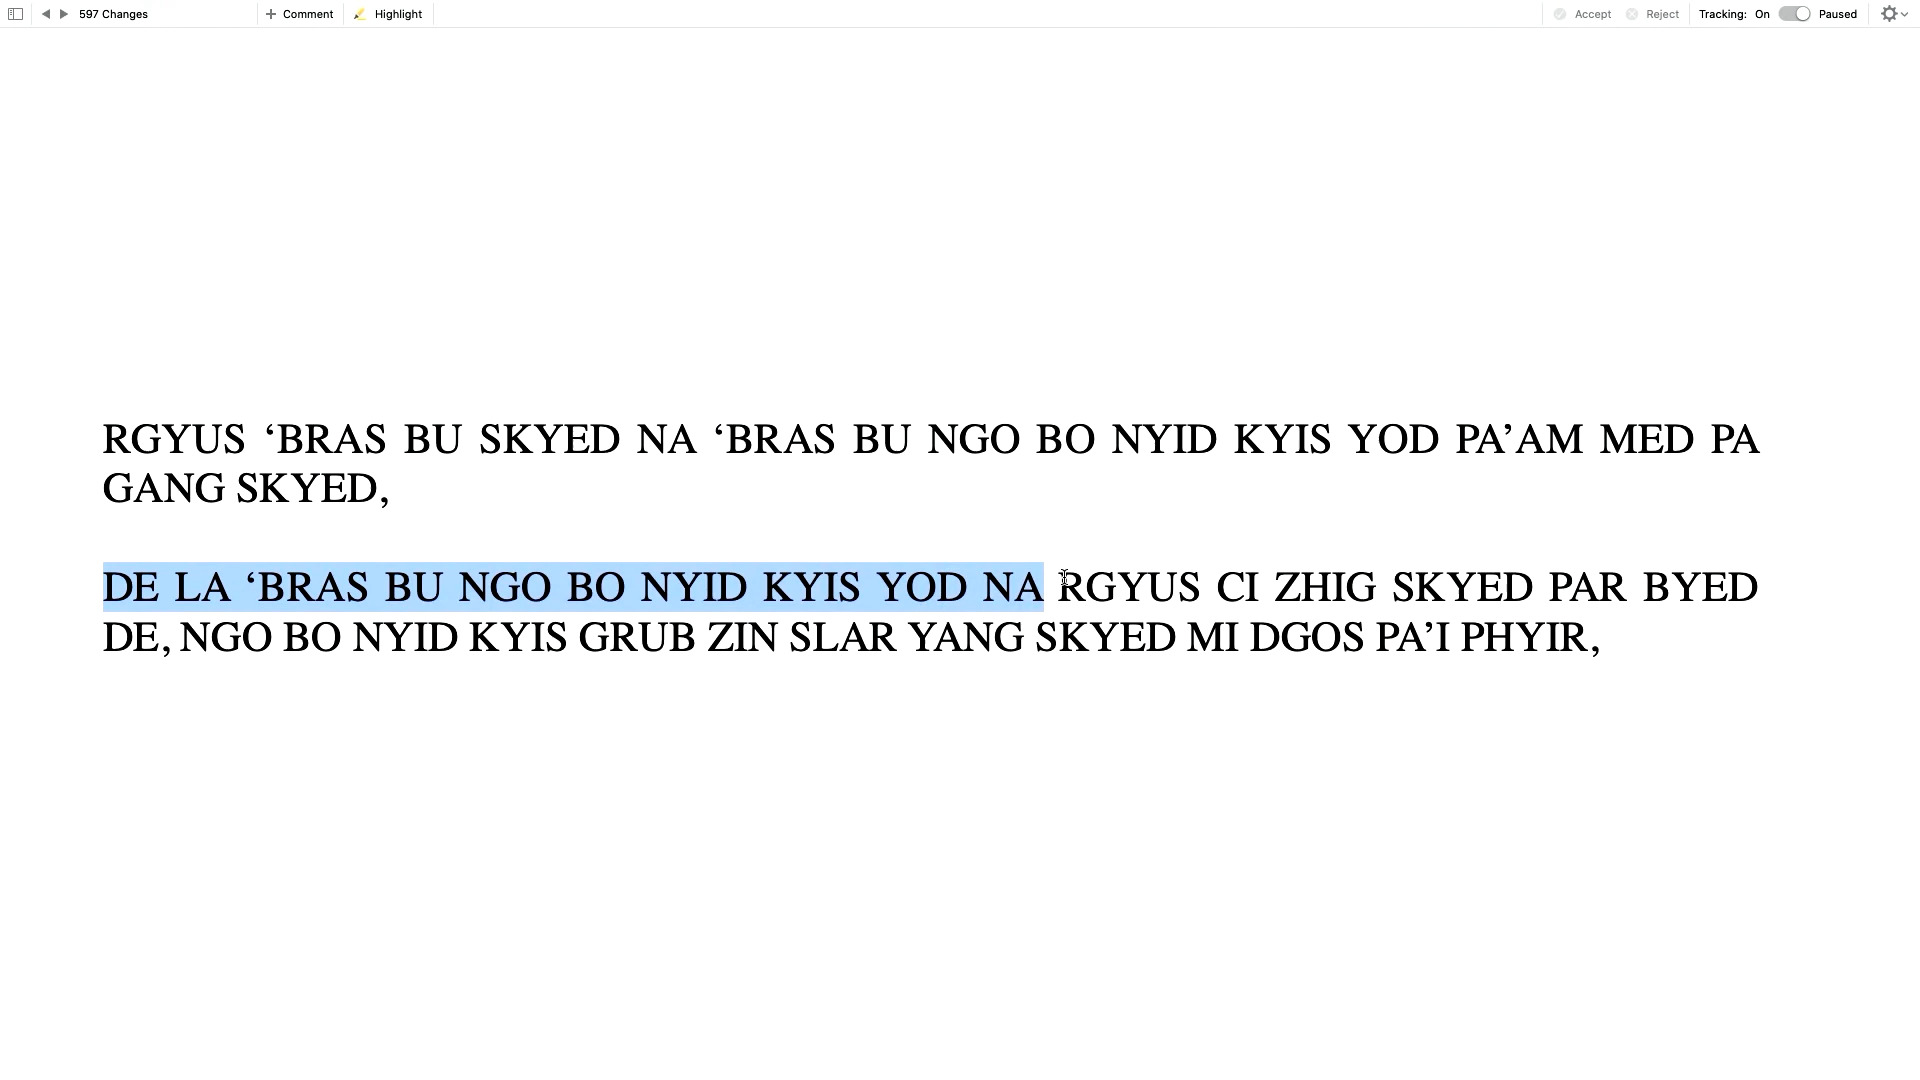 597 Changes
Comment
Highlight
Accept
Reject
Tracking: On
Paused
RGYUS ‘BRAS BU SKYED NA ‘BRAS BU NGO BO NYID KYIS YOD PA’AM MED PA
GANG SKYED,
DE LA ‘BRAS BU NGO BO NYID KYIS YOD NA RGYUS CI ZHIG SKYED PAR BYED
DE, NGO BO NYID KYIS GRUB ZIN SLAR YANG SKYED MI DGOS PA’I PHYIR,